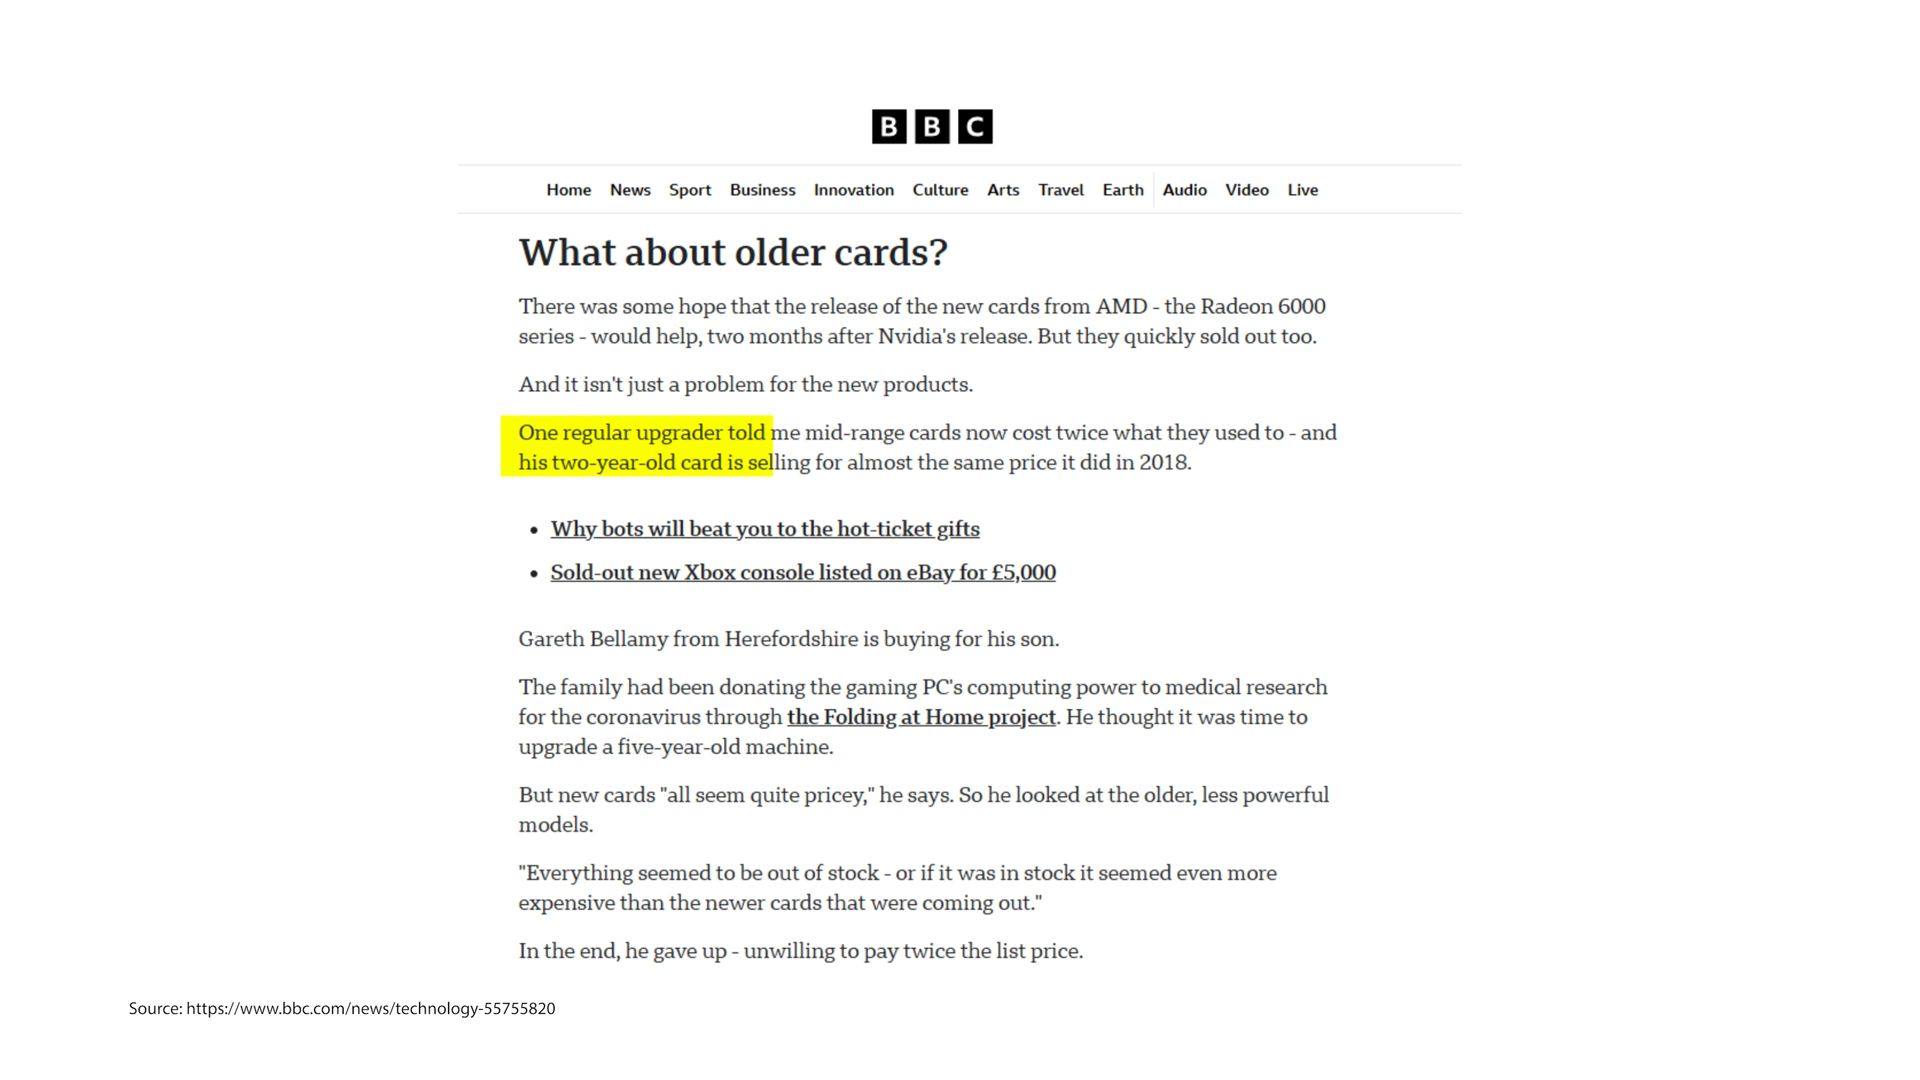 BBC
Home News Sport Business Innovation Culture Arts Travel Earth Audio Video Live
What about older cards?
There was some hope that the release of the new cards from AMD - the Radeon 6000
series - would help, two months after Nvidia's release. But they quickly sold out too.
And it isn't just a problem for the new products.
One regular upgrader told me mid-range cards now cost twice what they used to - and
his two-year-old card is selling for almost the same price it did in 2018.
• Why bots will beat you to the hot-ticket gifts
• Sold-out new Xbox console listed on eBay for £5,000
Gareth Bellamy from Herefordshire is buying for his son.
The family had been donating the gaming PC's computing power to medical research
for the coronavirus through the Folding at Home project. He thought it was time to
upgrade a five-year-old machine.
But new cards "all seem quite pricey," he says. So he looked at the older, less powerful
models.
"Everything seemed to be out of stock - or if it was in stock it seemed even more
expensive than the newer cards that were coming out."
In the end, he gave up - unwilling to pay twice the list price.
Source: https://www.bbc.com/news/technology-55755820